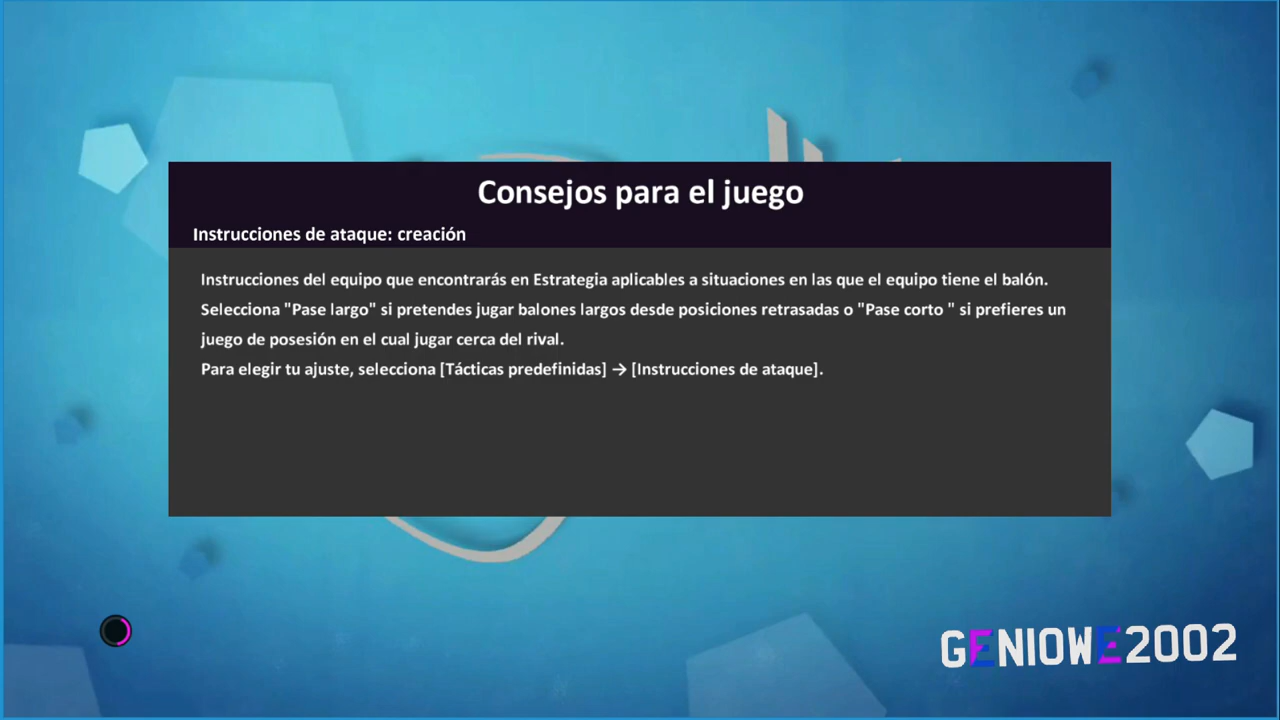 Consejos para el juego
Instrucciones de ataque: creación
Instrucciones del equipo que encontrarás en Estrategia aplicables a situaciones en las que el equipo tiene el balón.
Selecciona "Pase largo" si pretendes jugar balones largos desde posiciones retrasadas o "Pase corto " si prefieres un
juego de posesión en el cual jugar cerca del rival.
Para elegir tu ajuste, selecciona [Tácticas predefinidas] → [Instrucciones de ataque].
GENIOWE2002